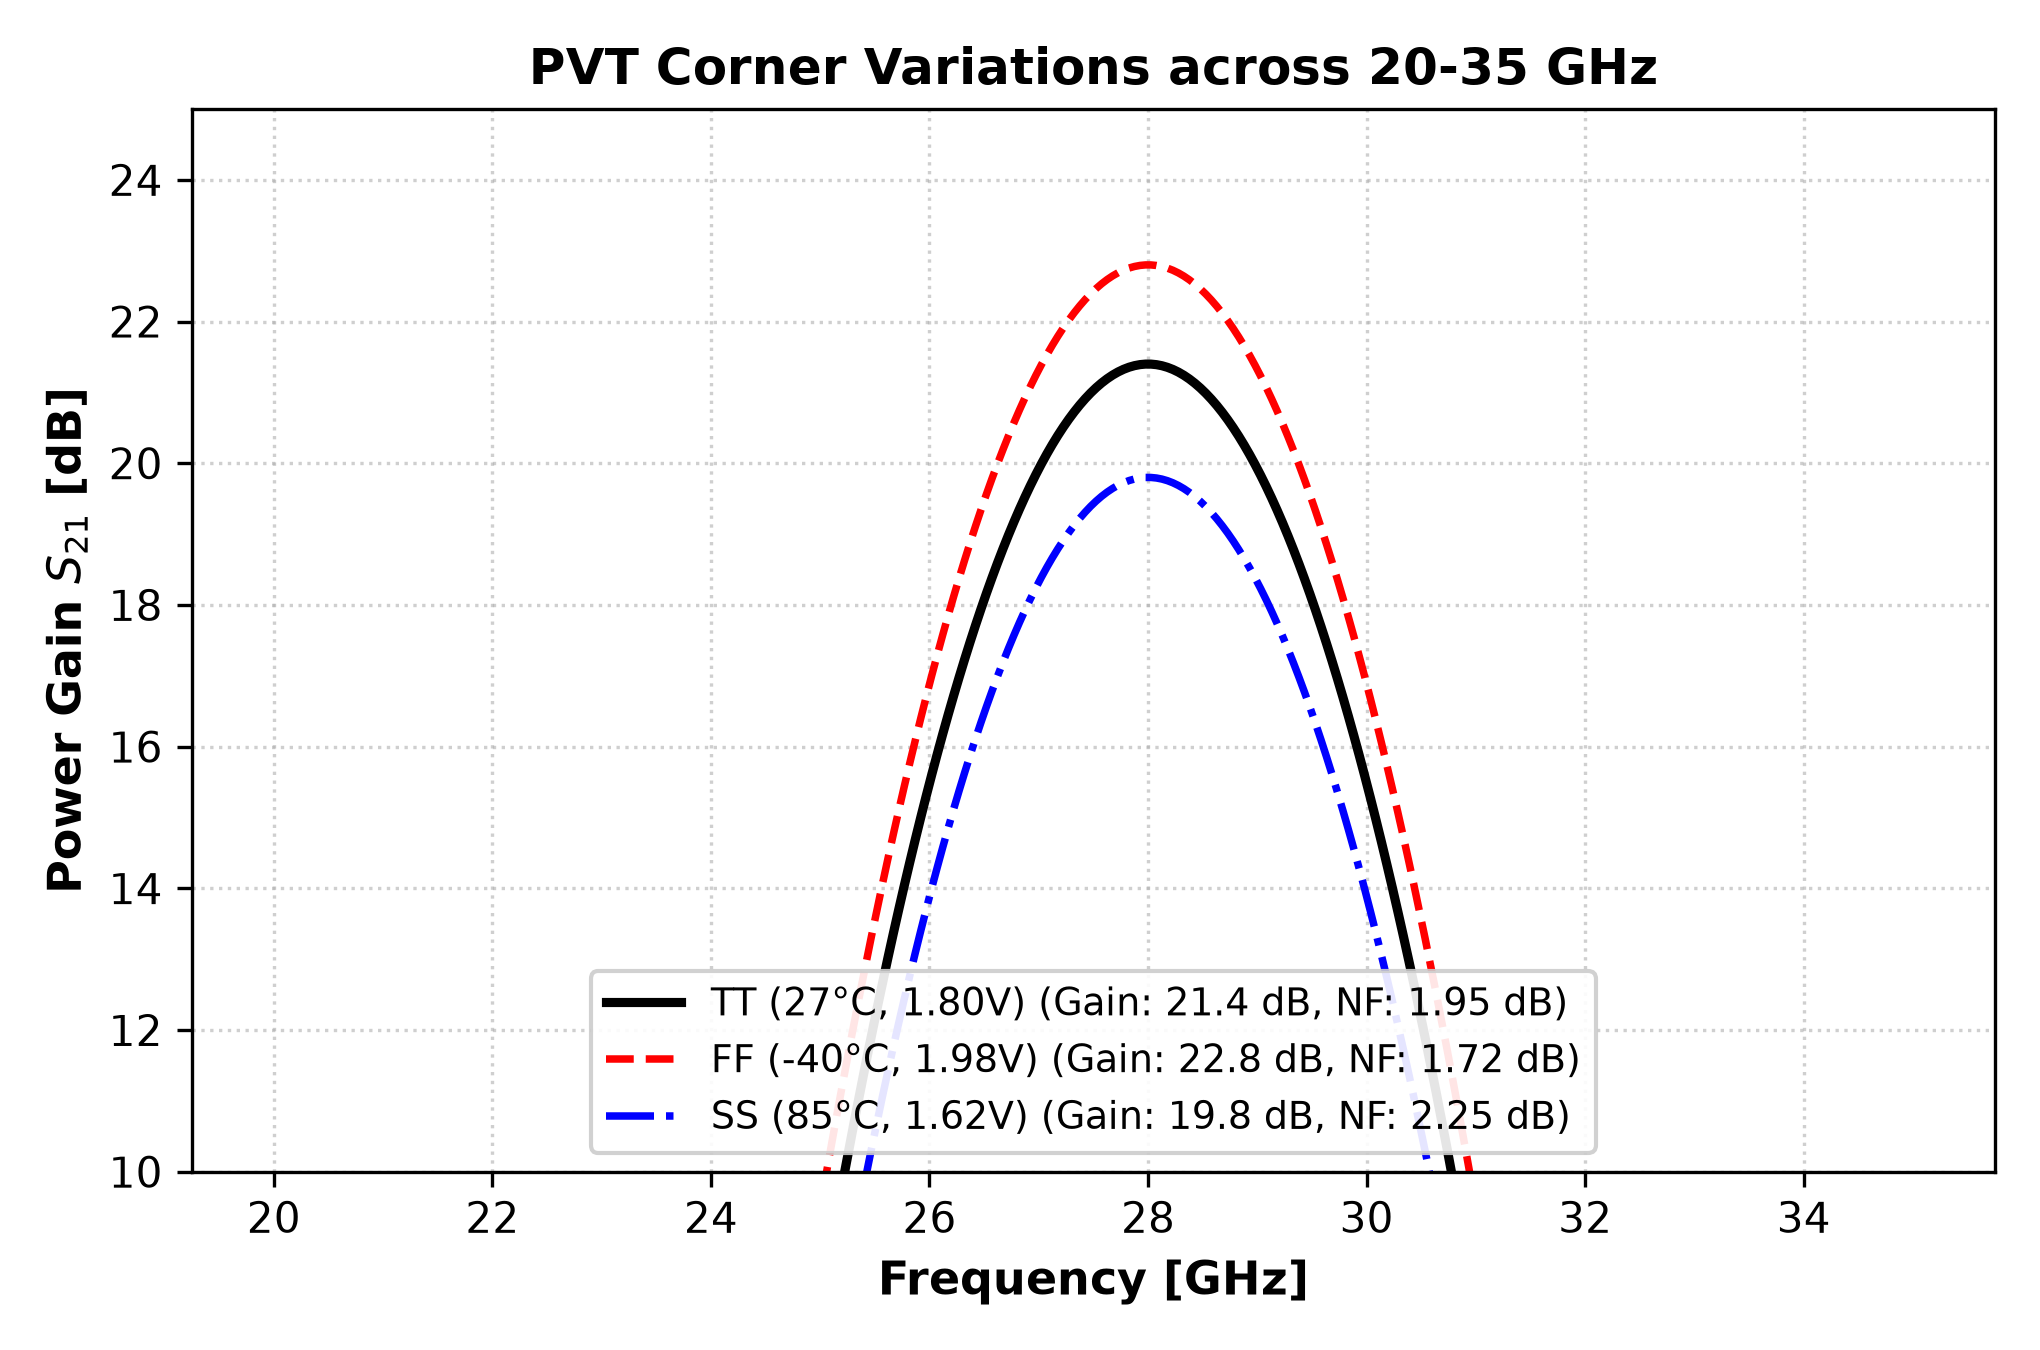 PVT Corner Variations across 20-35 GHz
Power Gain S21 [dB]
24
22
20
18
16
14
12
10
TT (27°C, 1.80V) (Gain: 21.4 dB, NF: 1.95 dB)
FF (-40°C, 1.98V) (Gain: 22.8 dB, NF: 1.72 dB)
SS (85°C, 1.62V) (Gain: 19.8 dB, NF: 2.25 dB)
20 22 24 26 28 30 32 34
Frequency [GHz]